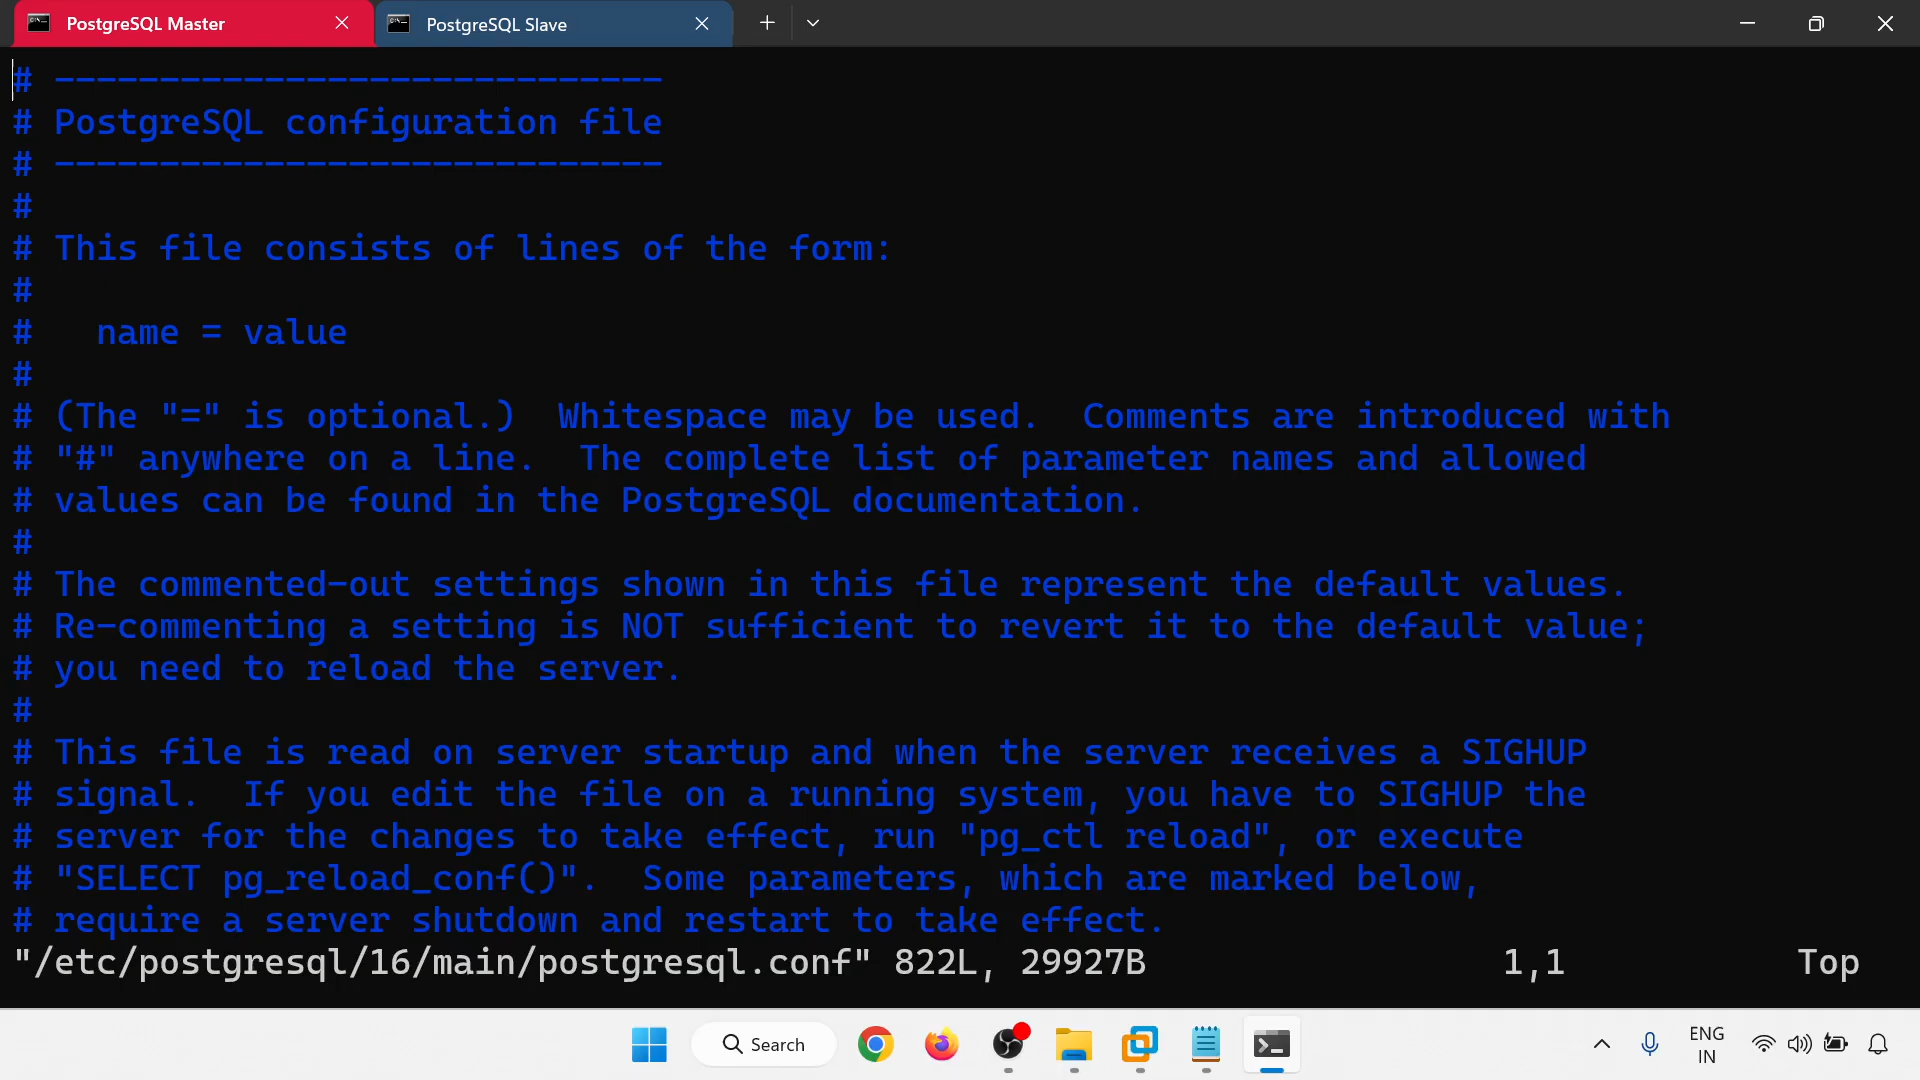 PostgreSQL Master
PostgreSQL Slave
# -----------------------------
# PostgreSQL configuration file
# -----------------------------
#
# This file consists of lines of the form:
#
#   name = value
#
# (The "=" is optional.)  Whitespace may be used.  Comments are introduced with
# "#" anywhere on a line.  The complete list of parameter names and allowed
# values can be found in the PostgreSQL documentation.
#
# The commented-out settings shown in this file represent the default values.
# Re-commenting a setting is NOT sufficient to revert it to the default value;
# you need to reload the server.
#
# This file is read on server startup and when the server receives a SIGHUP
# signal.  If you edit the file on a running system, you have to SIGHUP the
# server for the changes to take effect, run "pg_ctl reload", or execute
# "SELECT pg_reload_conf()".  Some parameters, which are marked below,
# require a server shutdown and restart to take effect.
"/etc/postgresql/16/main/postgresql.conf" 822L, 29927B 1,1 Top
Search
ENG
IN